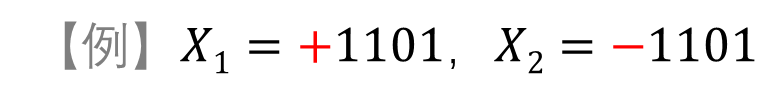 【例】X₁ = +1101, X₂ = −1101